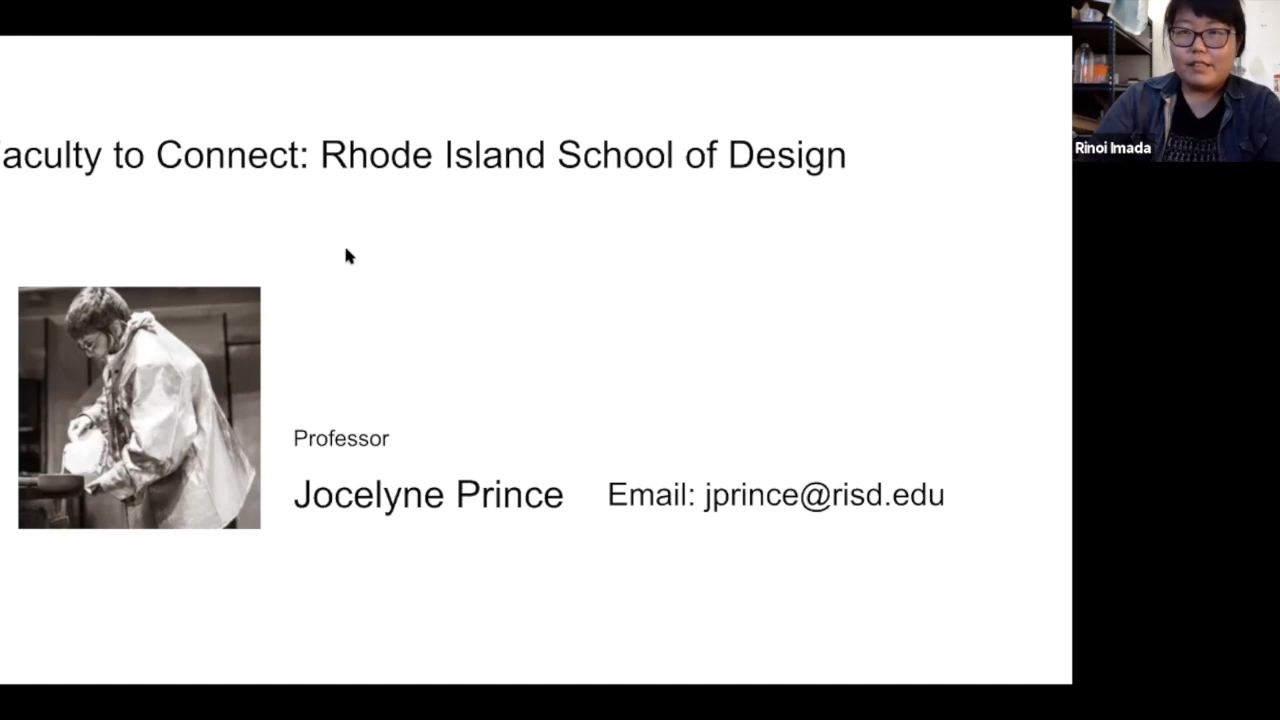 aculty to Connect: Rhode Island School of Design
Rinoi Imada
Professor
Jocelyne Prince
Email: jprince@risd.edu